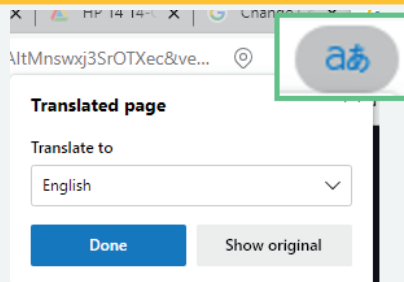 HP 14 14-
Change
aあ
AltMnswxj3SrOTXec&ve...
Translated page
Translate to
English
Done
Show original